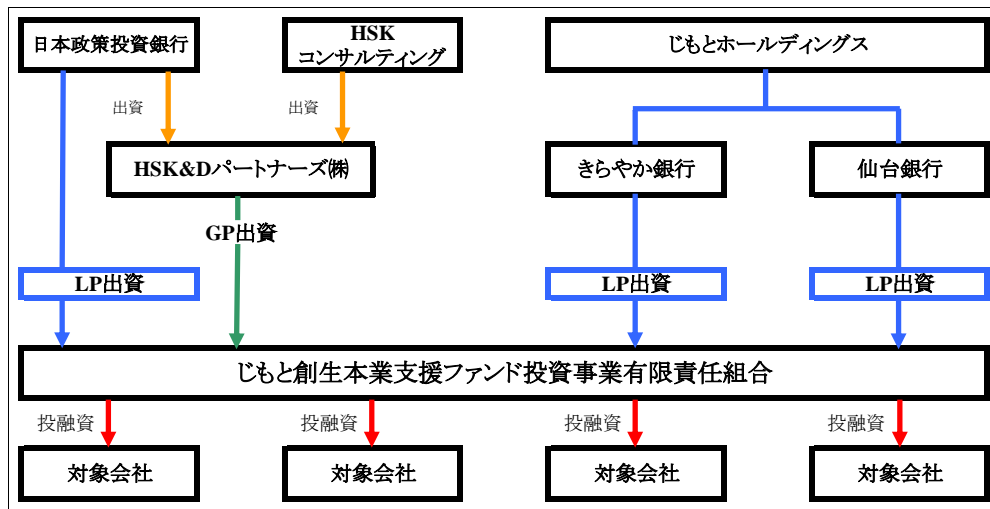 日本政策投資銀行
HSK
コンサルティング
じもとホールディングス
出資
出資
HSK&Dパートナーズ㈱
きらやか銀行
仙台銀行
GP出資
LP出資
LP出資
LP出資
じもと創生本業支援ファンド投資事業有限責任組合
投融資
投融資
投融資
投融資
対象会社
対象会社
対象会社
対象会社